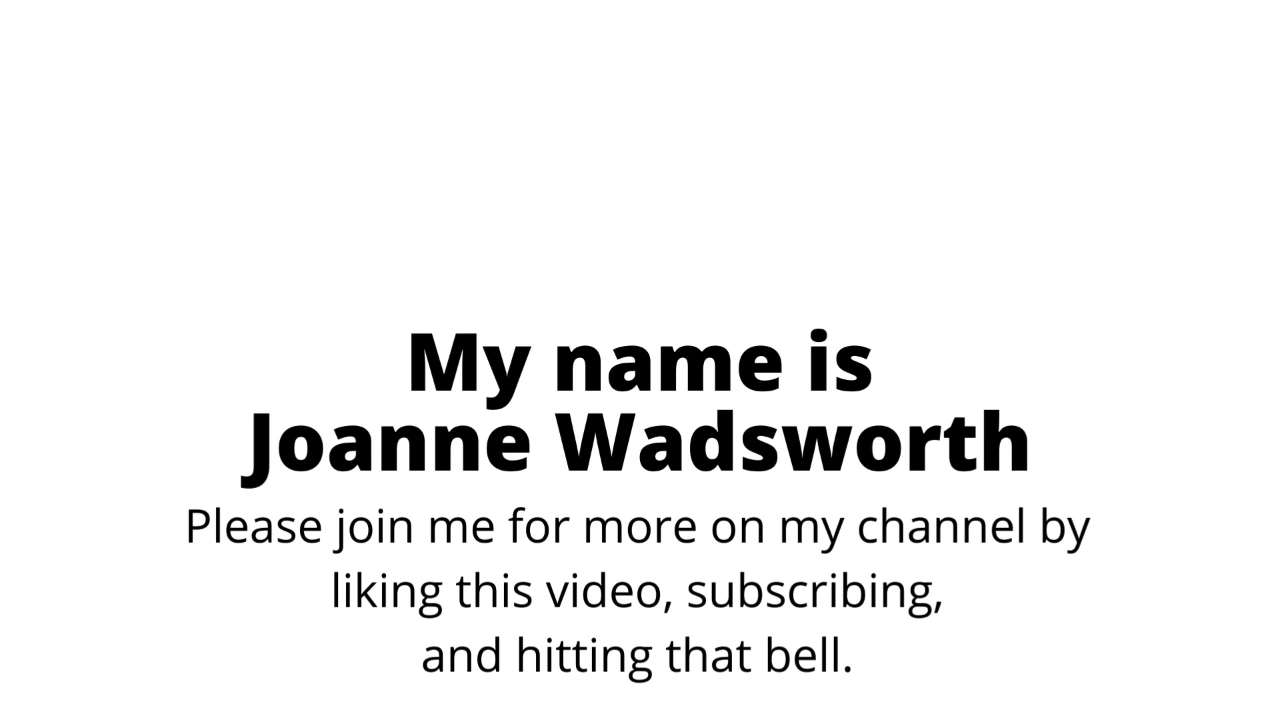 My name is
Joanne Wadsworth
Please join me for more on my channel by
liking this video, subscribing,
and hitting that bell.